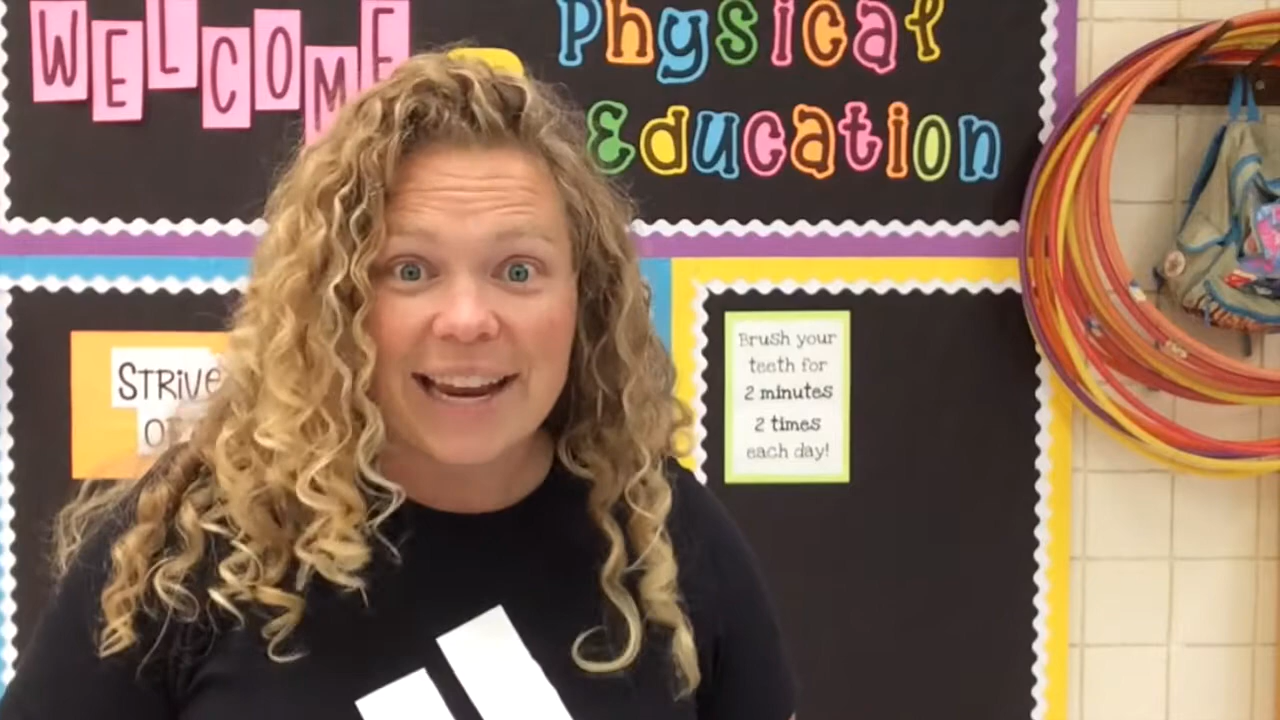 WELCOME
Physical
Education
STRIVE
Brush your
teeth for
2 minutes
2 times
each day!